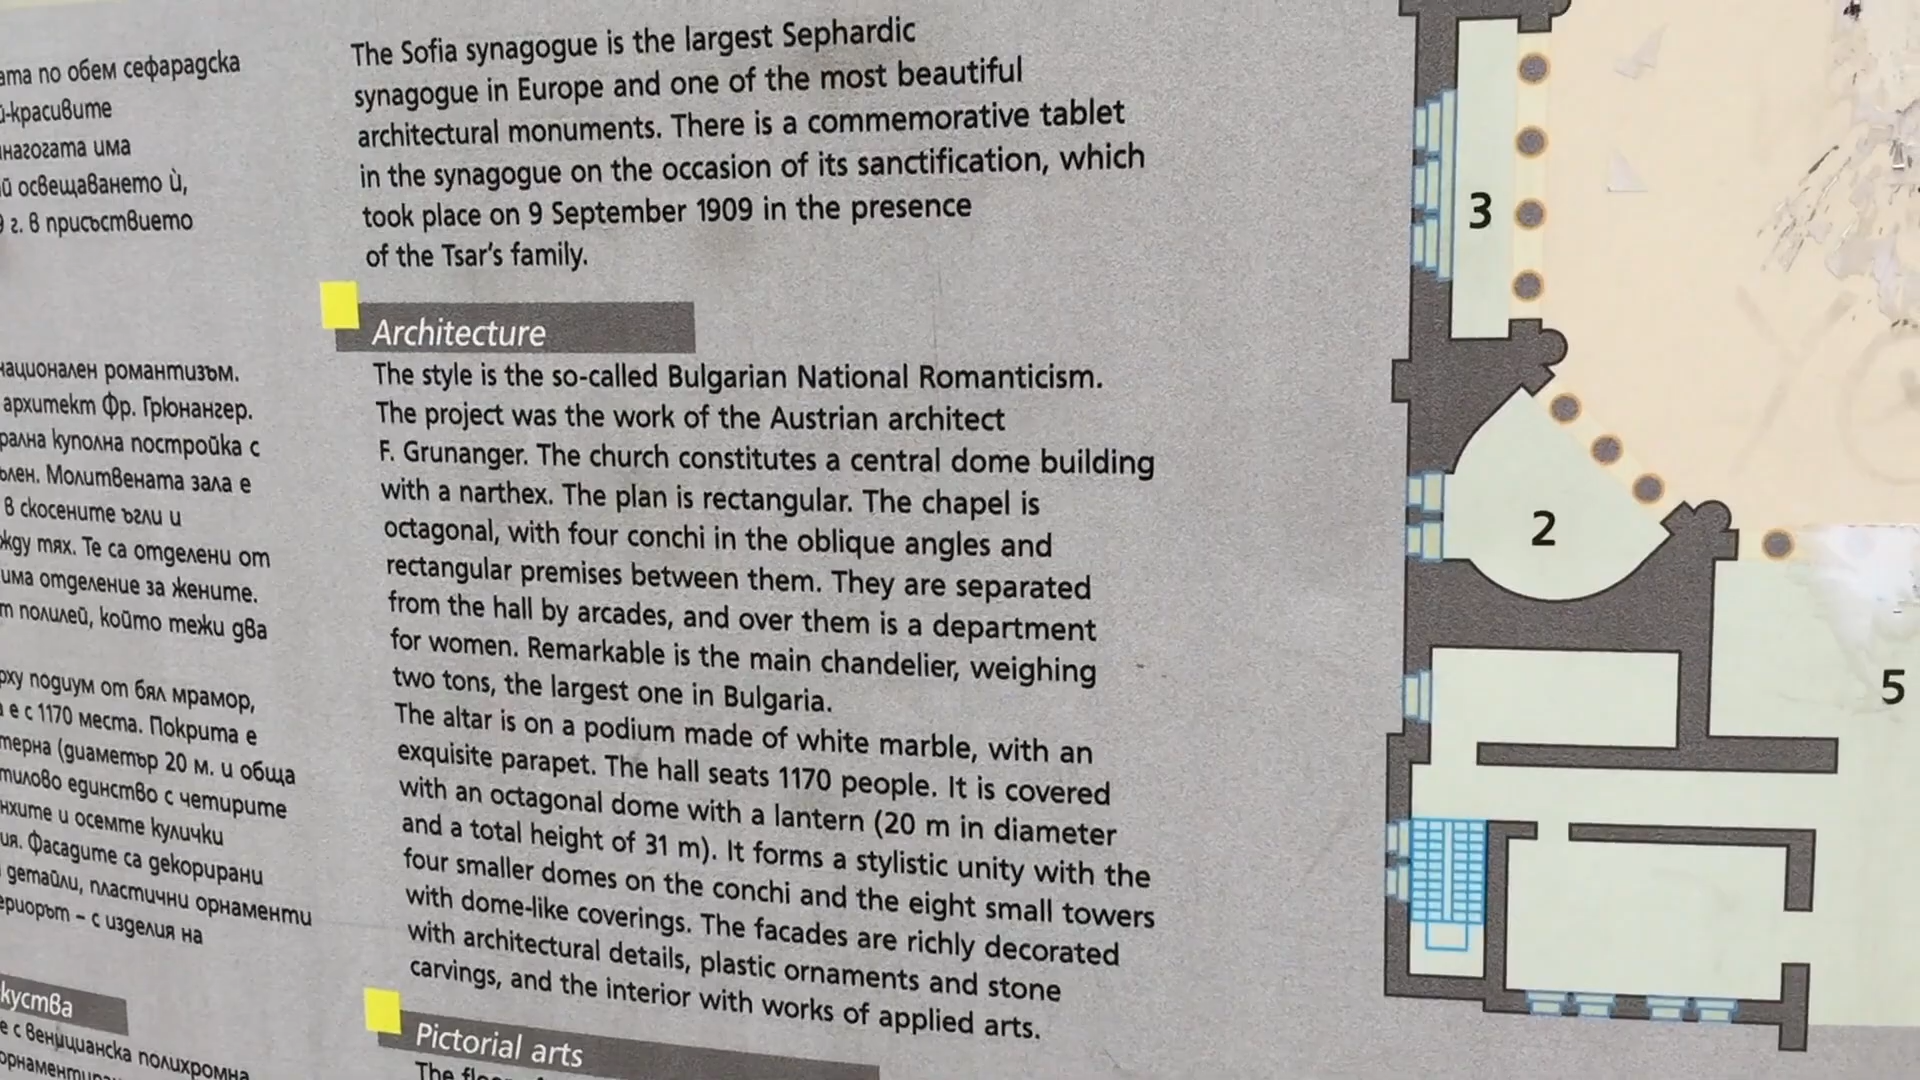 ата по обем сефарадска
й-красивите
нагогата има
й освещаването ѝ,
9 г. в присъствието
национален романтизъм.
архитект Фр. Грюнангер.
рална куполна постройка с
ълен. Молитвената зала е
в скосените ъгли и
жду тях. Те са отделени от
има отделение за жените.
т полилей, който тежи два
рху подиум от бял мрамор,
е с 1170 места. Покрита е
терна (диаметър 20 м. и обща
тилово единство с четирите
нхите и осемте кулички
ия. Фасадите са декорирани
детайли, пластични орнаменти
ериорът – с изделия на
куства
е с венициански полихромна
орнаменти
The Sofia synagogue is the largest Sephardic
synagogue in Europe and one of the most beautiful
architectural monuments. There is a commemorative tablet
in the synagogue on the occasion of its sanctification, which
took place on 9 September 1909 in the presence
of the Tsar's family.
Architecture
The style is the so-called Bulgarian National Romanticism.
The project was the work of the Austrian architect
F. Grunanger. The church constitutes a central dome building
with a narthex. The plan is rectangular. The chapel is
octagonal, with four conchi in the oblique angles and
rectangular premises between them. They are separated
from the hall by arcades, and over them is a department
for women. Remarkable is the main chandelier, weighing
two tons, the largest one in Bulgaria.
The altar is on a podium made of white marble, with an
exquisite parapet. The hall seats 1170 people. It is covered
with an octagonal dome with a lantern (20 m in diameter
and a total height of 31 m). It forms a stylistic unity with the
four smaller domes on the conchi and the eight small towers
with dome-like coverings. The facades are richly decorated
with architectural details, plastic ornaments and stone
carvings, and the interior with works of applied arts.
Pictorial arts
The
3
2
5